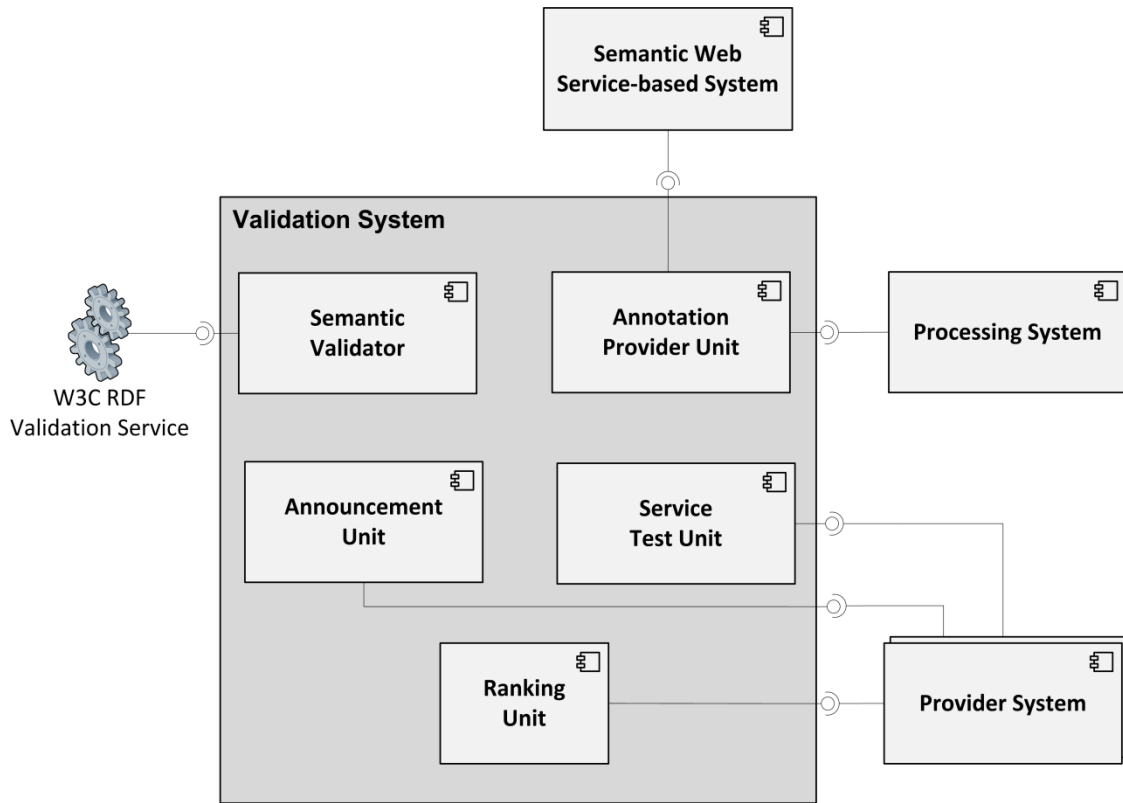 Semantic Web
Service-based System
Validation System
Semantic
Validator
Annotation
Provider Unit
Processing System
W3C RDF
Validation Service
Announcement
Unit
Service
Test Unit
Ranking
Unit
Provider System